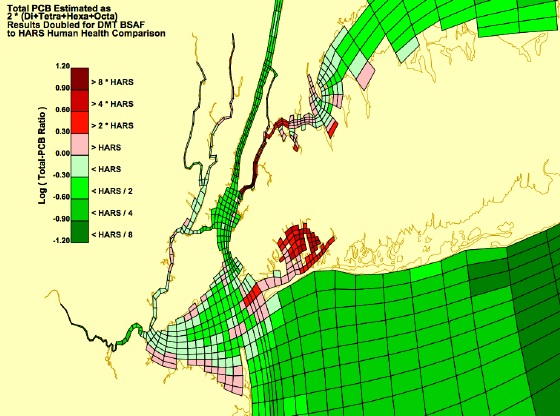 Total PCB Estimated as
2 * (Di+Tetra+Hexa+Octa)
Results Doubled for DMT BSAF
to HARS Human Health Comparison
Log ( Total-PCB Ratio )
1.20
0.90
0.60
0.30
0.00
-0.30
-0.60
-0.90
-1.20
> 8 * HARS
> 4 * HARS
> 2 * HARS
> HARS
< HARS
< HARS / 2
< HARS / 4
< HARS / 8